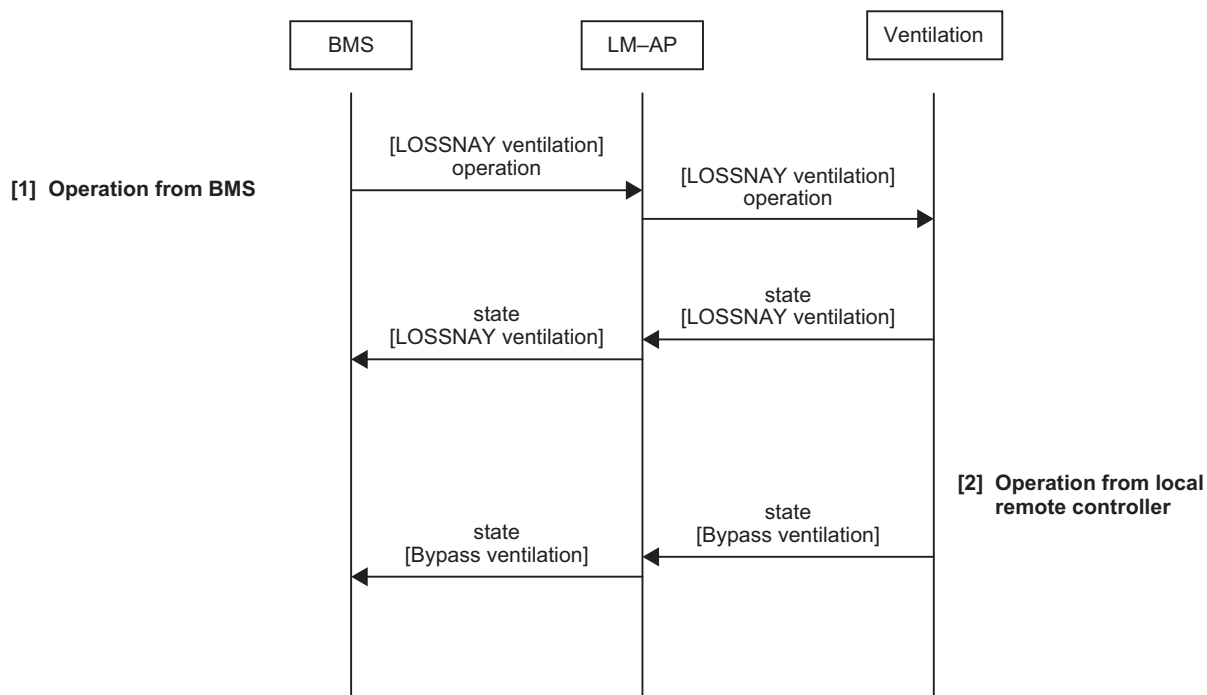 BMS
LM–AP
Ventilation
[LOSSNAY ventilation]
operation
[1] Operation from BMS
[LOSSNAY ventilation]
operation
state
[LOSSNAY ventilation]
state
[LOSSNAY ventilation]
[2] Operation from local
remote controller
state
[Bypass ventilation]
state
[Bypass ventilation]